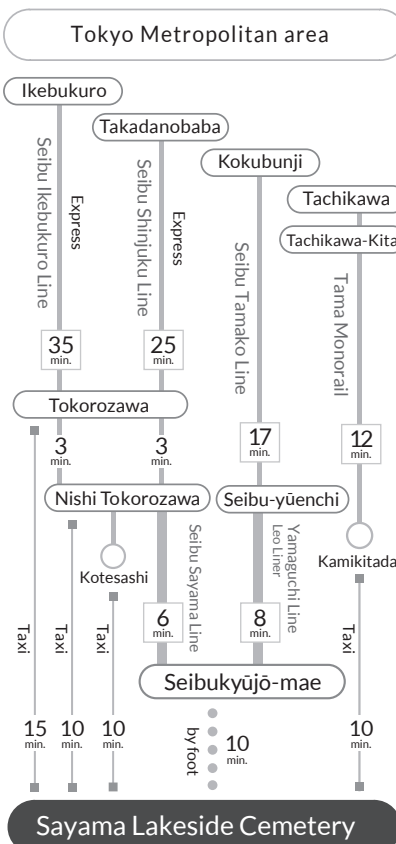 Tokyo Metropolitan area
Ikebukuro
Takadanobaba
Kokubunji
Tachikawa
Tachikawa-Kita
Seibu Ikebukuro Line
Express
Seibu Shinjuku Line
Express
Seibu Tamako Line
Tama Monorail
35
min.
25
min.
17
min.
12
min.
Tokorozawa
3
min.
3
min.
Nishi Tokorozawa
Seibu-yūenchi
Kotesashi
Kamikitada
Seibu Sayama Line
Yamaguchi Line
Leo Liner
6
min.
8
min.
Taxi
Taxi
Taxi
Taxi
Seibukyūjō-mae
15
min.
10
min.
10
min.
by foot
10
min.
10
min.
Sayama Lakeside Cemetery